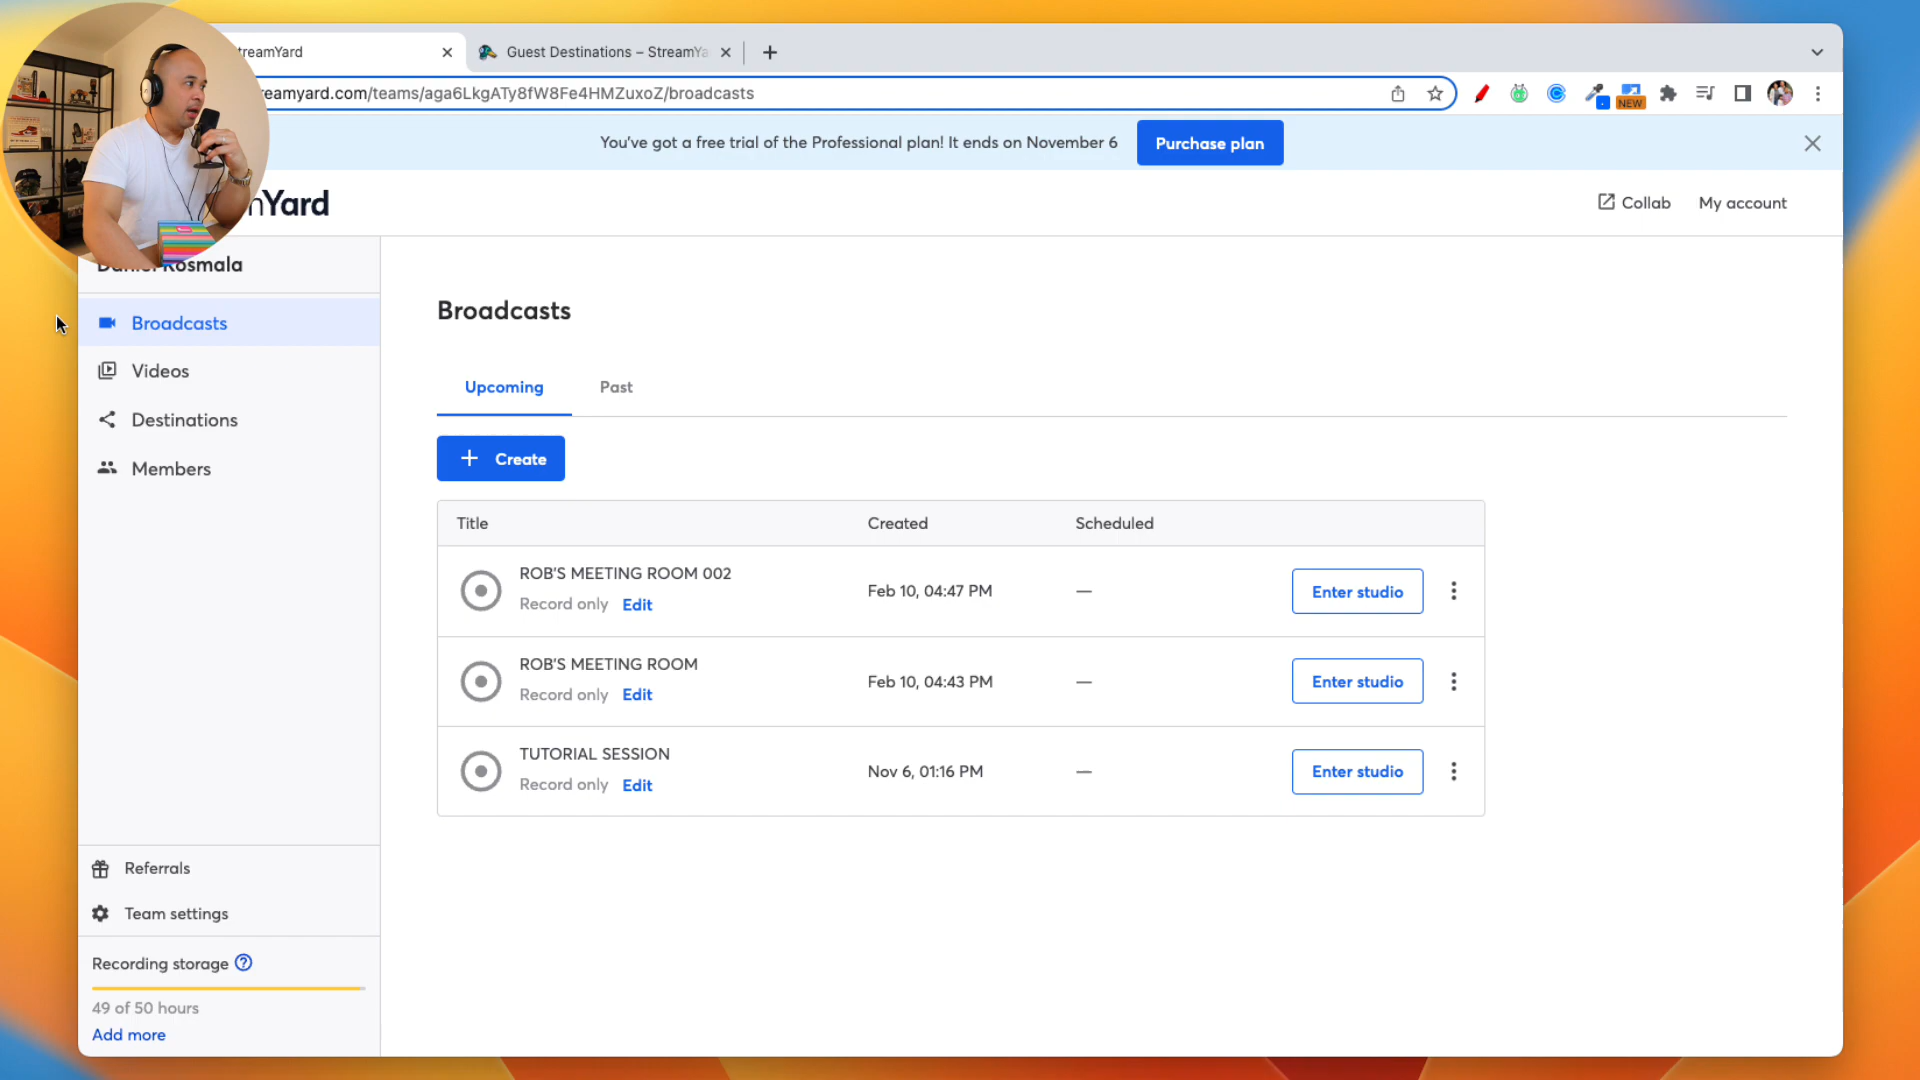 treamYard
Guest Destinations – StreamYa
eamyard.com/teams/aga6LkgATy8fW8Fe4HMZuxoZ/broadcasts
NEW
You've got a free trial of the Professional plan! It ends on November 6
Purchase plan
Yard
Collab
My account
Daniel Rosmala
Broadcasts
Videos
Destinations
Members
Broadcasts
Upcoming
Past
+ Create
Title
Created
Scheduled
ROB'S MEETING ROOM 002
Record only Edit
Feb 10, 04:47 PM
—
Enter studio
ROB'S MEETING ROOM
Record only Edit
Feb 10, 04:43 PM
—
Enter studio
TUTORIAL SESSION
Record only Edit
Nov 6, 01:16 PM
—
Enter studio
Referrals
Team settings
Recording storage ?
49 of 50 hours
Add more